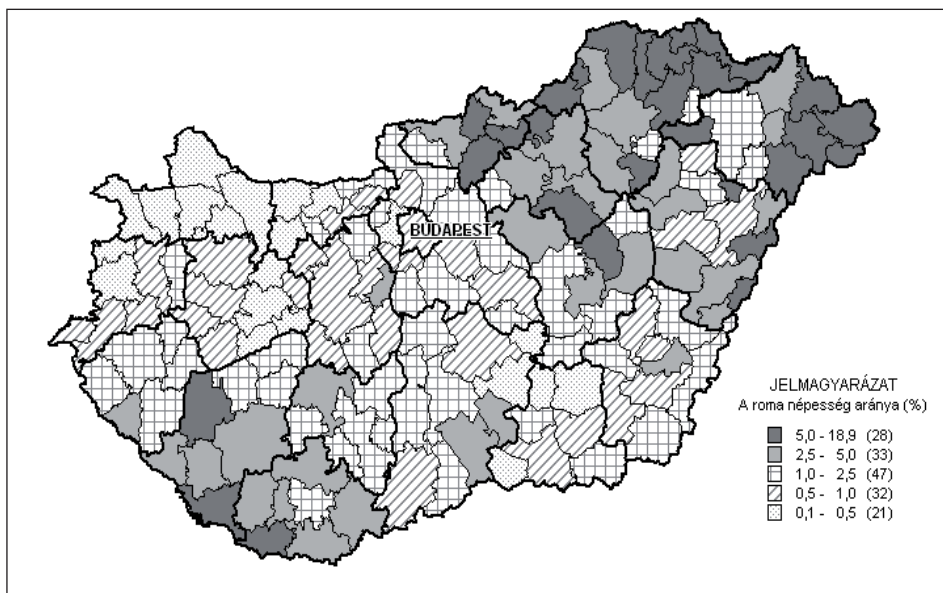 BUDAPEST
JELMAGYARÁZAT
A roma népesség aránya (%)
5,0 - 18,9 (28)
2,5 - 5,0 (33)
1,0 - 2,5 (47)
0,5 - 1,0 (32)
0,1 - 0,5 (21)